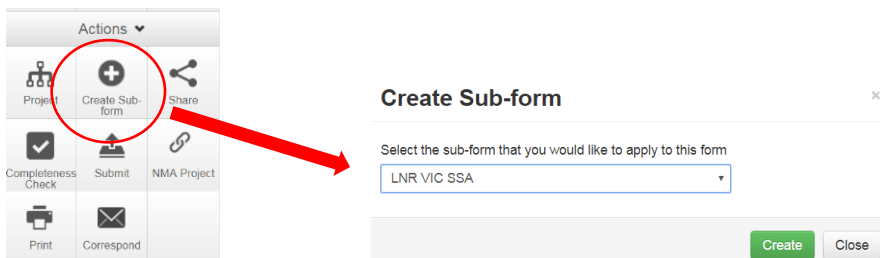 Actions
Project
Create Sub-
form
Share
Completeness
Check
Submit
NMA Project
Print
Correspond
Create Sub-form
×
Select the sub-form that you would like to apply to this form
LNR VIC SSA
Create
Close